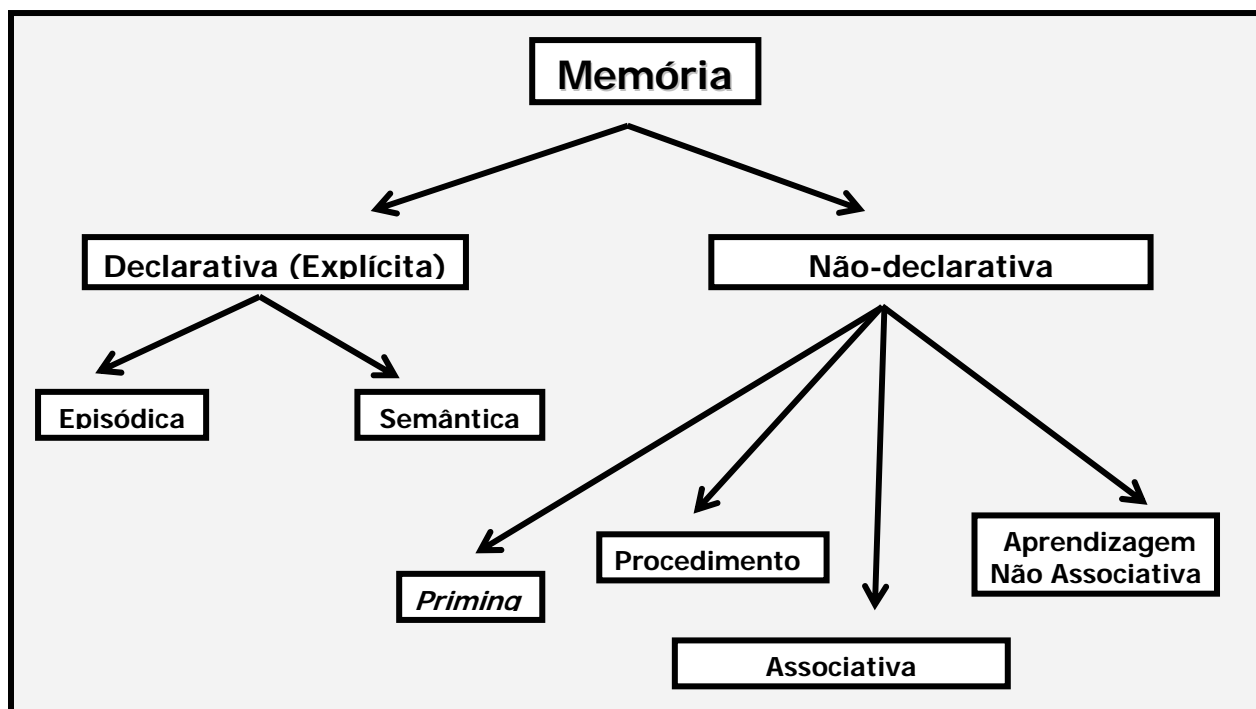 Memória
Declarativa (Explícita)
Não-declarativa
Episódica
Semântica
Procedimento
Aprendizagem
Não Associativa
Priming
Associativa